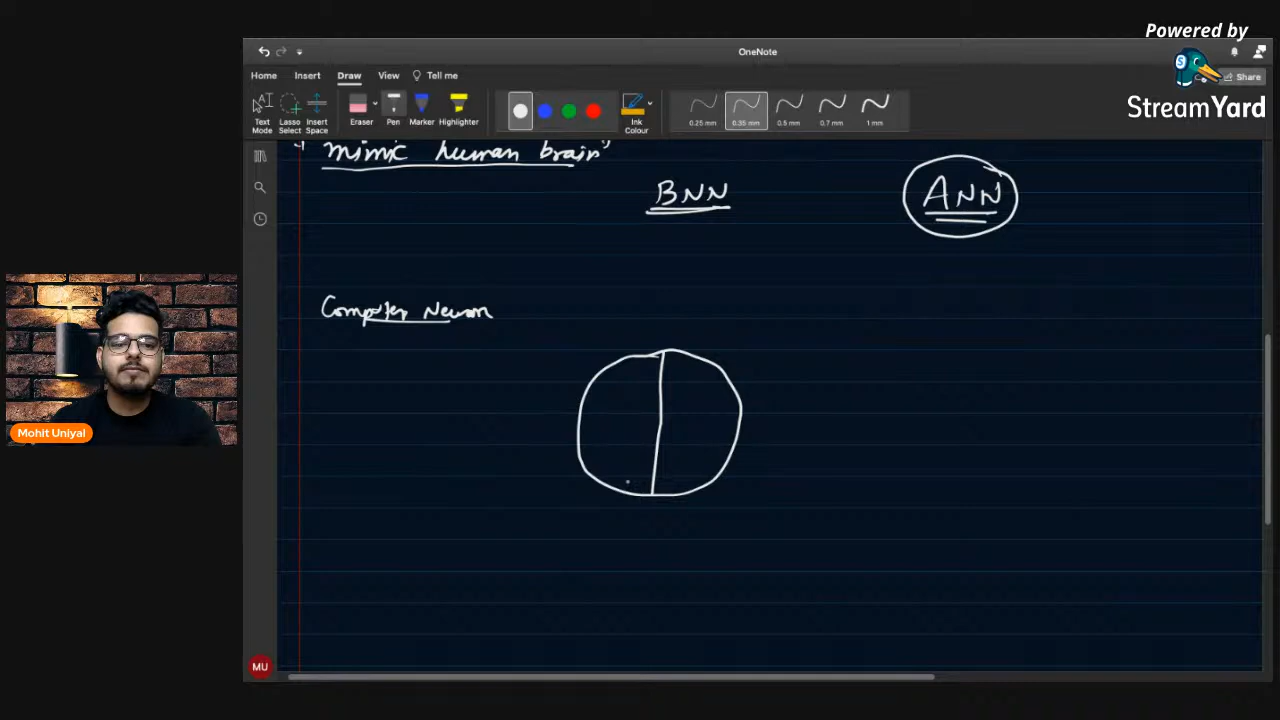 Powered by
StreamYard
OneNote
Share
Home Insert Draw View Tell me
Text Mode
Lasso Select
Insert Space
Eraser
Pen
Marker
Highlighter
Ink Colour
0.25 mm
0.35 mm
0.5 mm
0.7 mm
1 mm
" mimic human brain"
BNN
ANN
Computer Neuron
Mohit Uniyal
MU